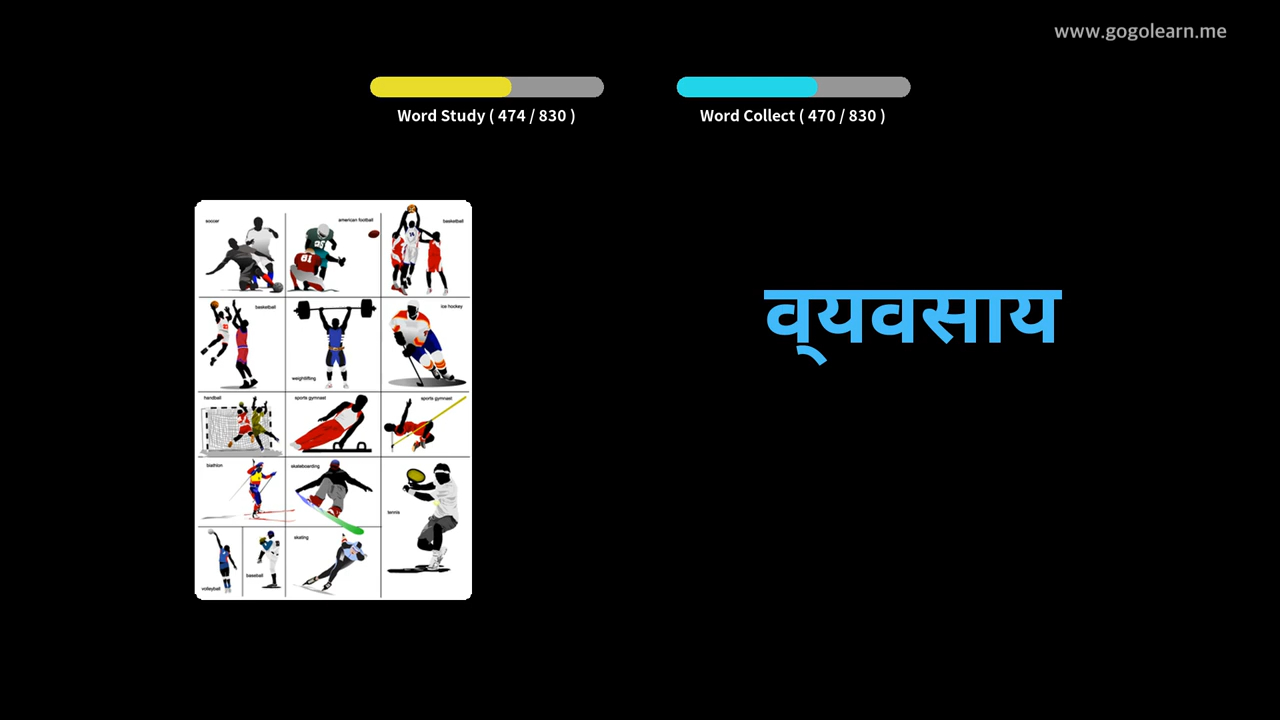 www.gogolearn.me
Word Study ( 474 / 830 )
Word Collect ( 470 / 830 )
soccer
american football
basketball
basketball
weightlifting
ice hockey
handball
sports gymnast
sports gymnast
biathlon
skateboarding
tennis
volleyball
baseball
skating
व्‌यवसाय